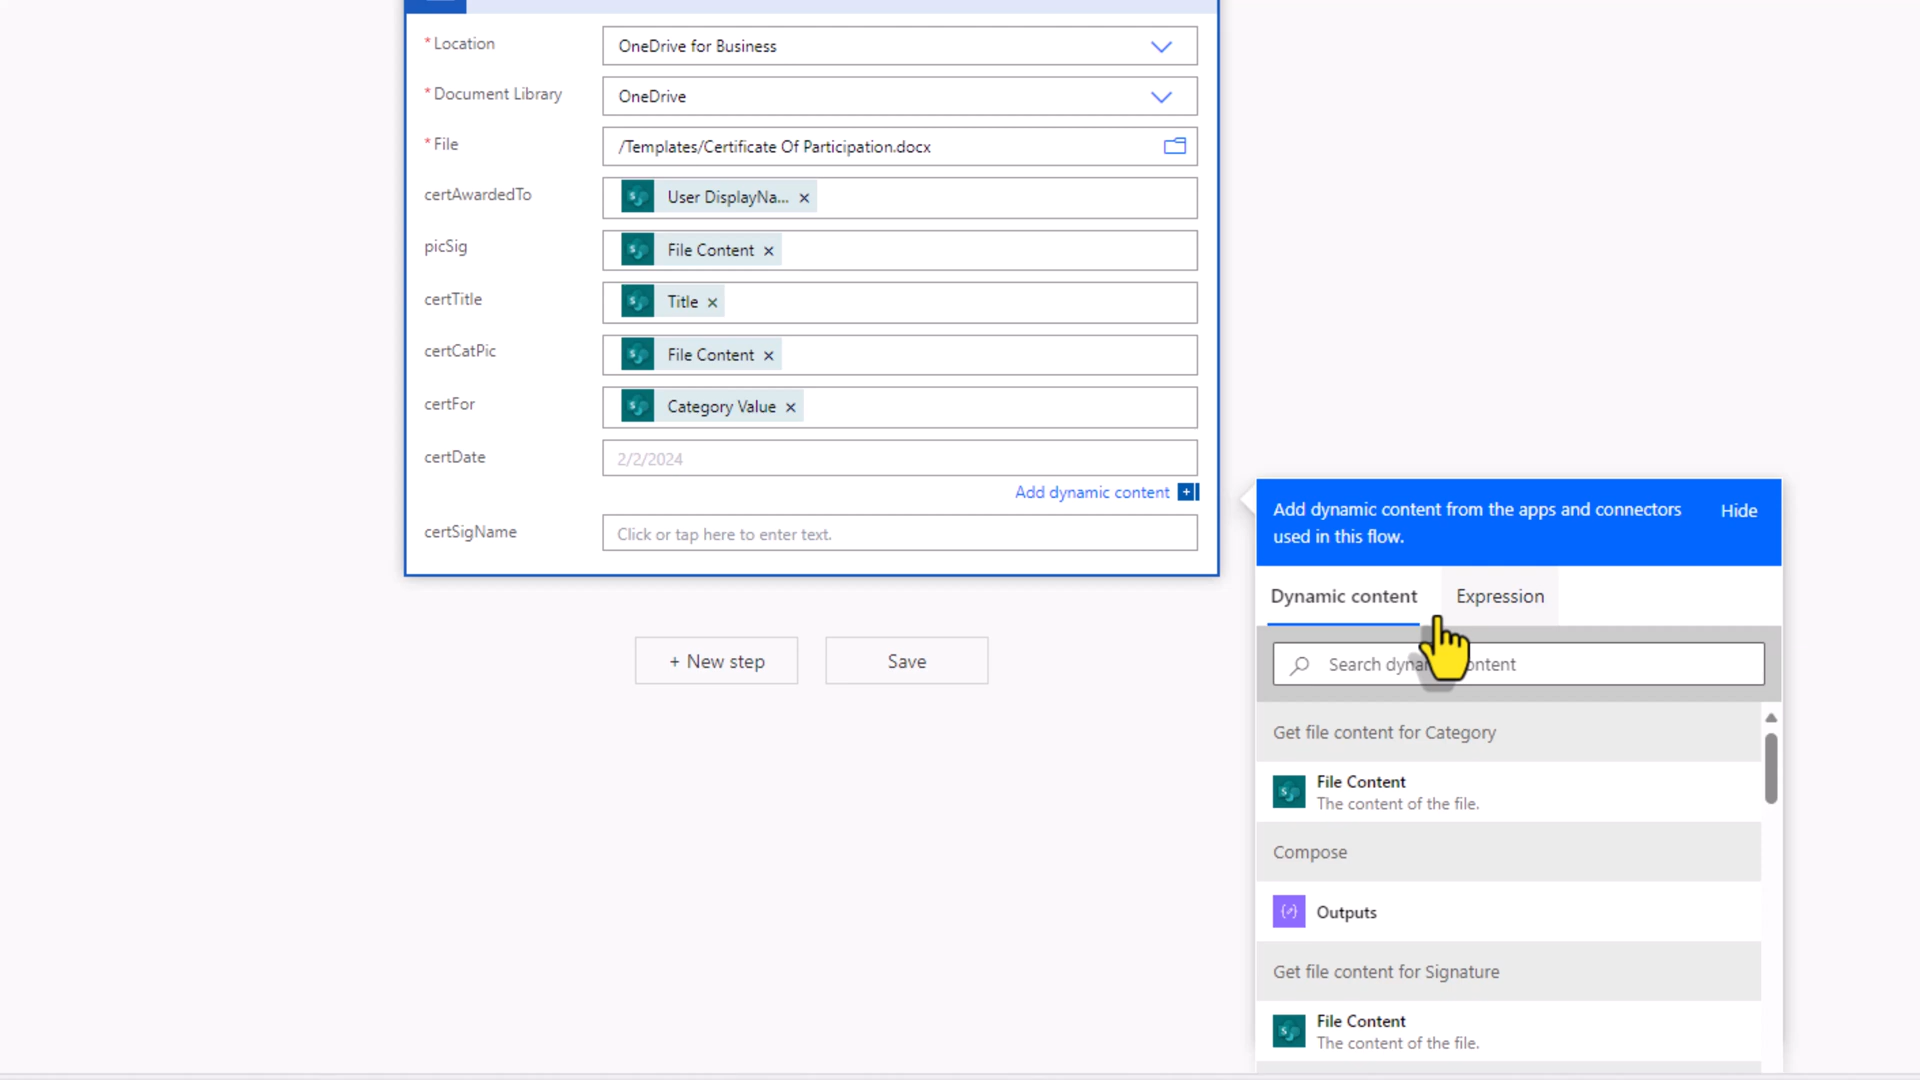 * Location
OneDrive for Business
* Document Library
OneDrive
* File
/Templates/Certificate Of Participation.docx
certAwardedTo
User DisplayNa... ×
picSig
File Content ×
certTitle
Title ×
certCatPic
File Content ×
certFor
Category Value ×
certDate
2/2/2024
Add dynamic content
certSigName
Click or tap here to enter text.
+ New step
Save
Add dynamic content from the apps and connectors
used in this flow.
Hide
Dynamic content
Expression
Search dyna ontent
Get file content for Category
File Content
The content of the file.
Compose
Outputs
Get file content for Signature
File Content
The content of the file.